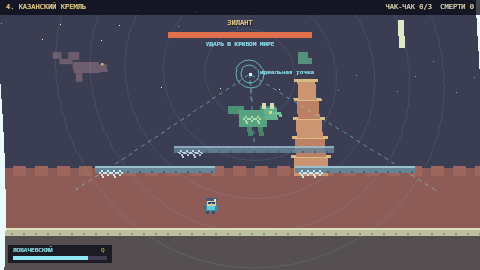 4. КАЗАНСКИЙ КРЕМЛЬ
ЧАК-ЧАК 0/3 СМЕРТИ 0
ЗИЛАНТ
УДАРЬ В КРИВОМ МИРЕ
идеальная точка
ЛОБАЧЕВСКИЙ Q